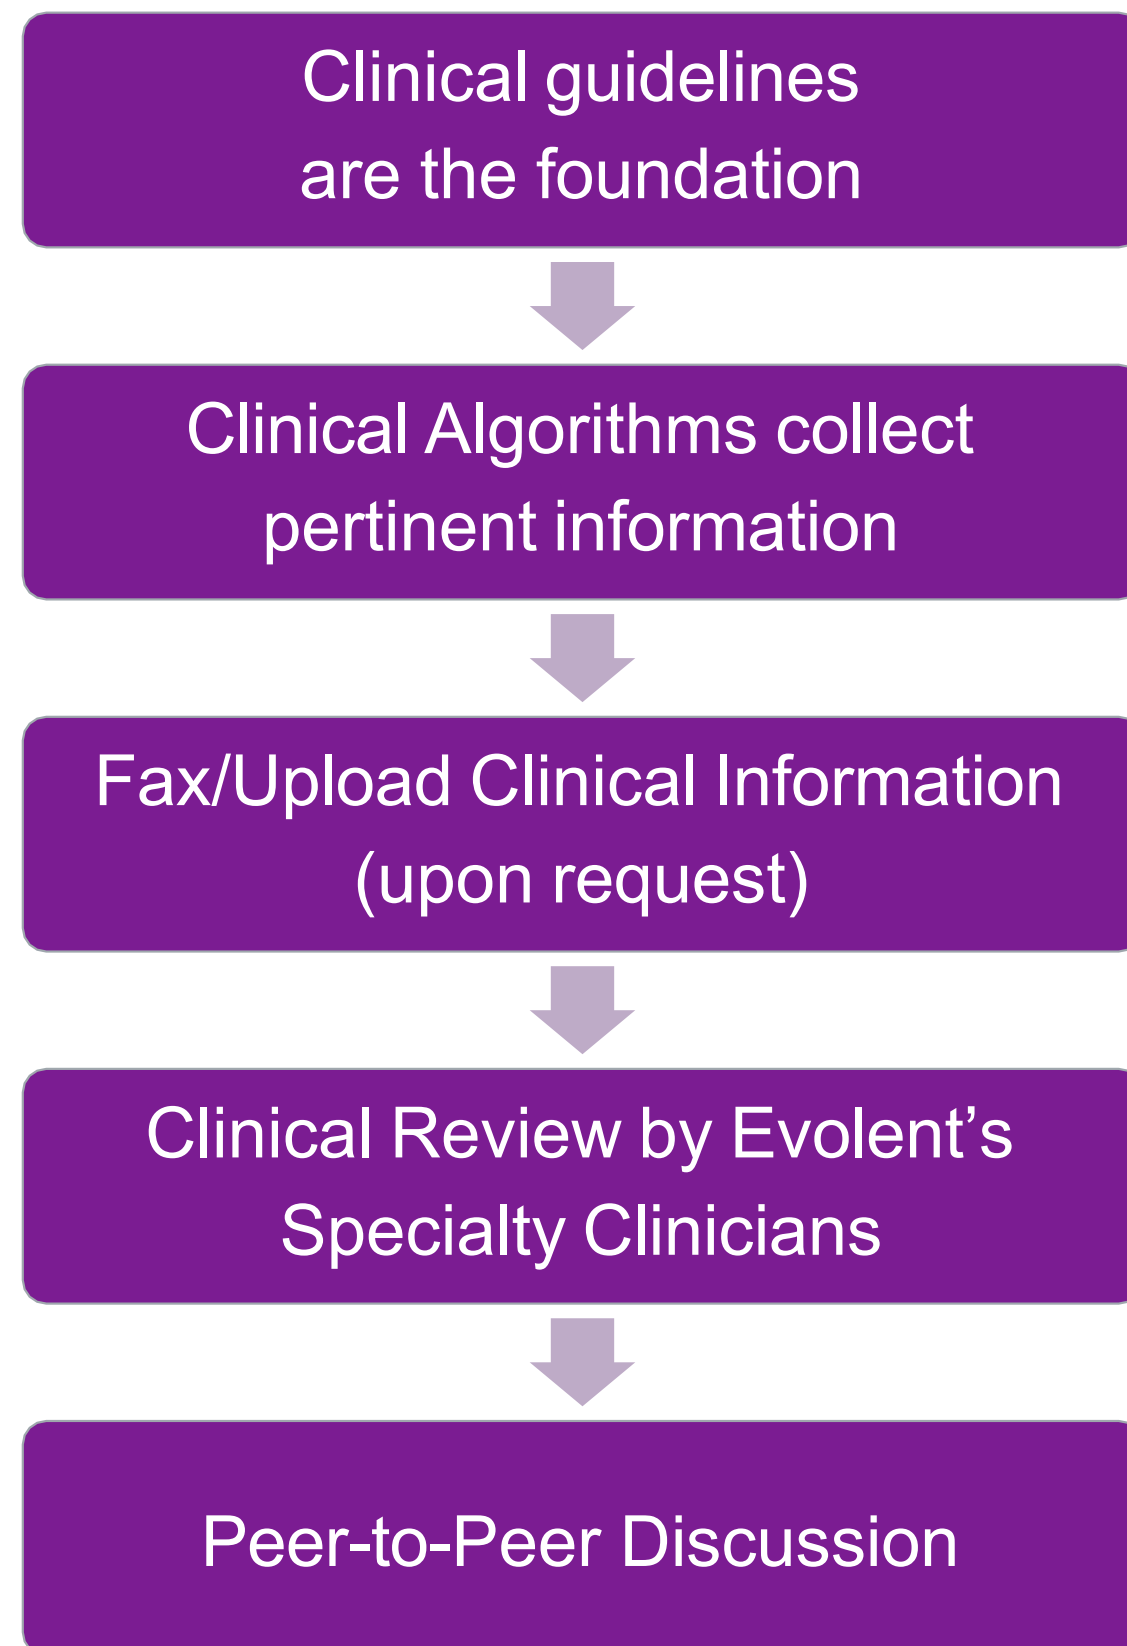 Clinical guidelines
are the foundation
Clinical Algorithms collect
pertinent information
Fax/Upload Clinical Information
(upon request)
Clinical Review by Evolent’s
Specialty Clinicians
Peer-to-Peer Discussion